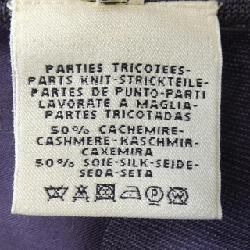 PARTIES TRICOTEES-
PARTS KNIT-STRICKTEILE-
PARTES DE PUNTO-PARTI
LAVORATE A MAGLIA-
PARTES TRICOTADAS
50% CACHEMIRE-
CASHMERE-KASCHMIR-
CAXEMIRA
50% SOIE-SILK-SEIDE-
SEDA-SETA